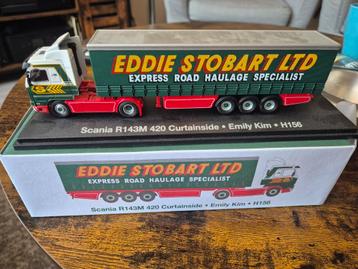 EDDIE STOBART LTD
EXPRESS ROAD HAULAGE SPECIALIST
S
Scania R143M 420 Curtainside • Emily Kim • H156
EDDIE STOBART LTD
EXPRESS ROAD HAULAGE SPECIALIST
Scania R143M 420 Curtainside • Emily Kim • H156